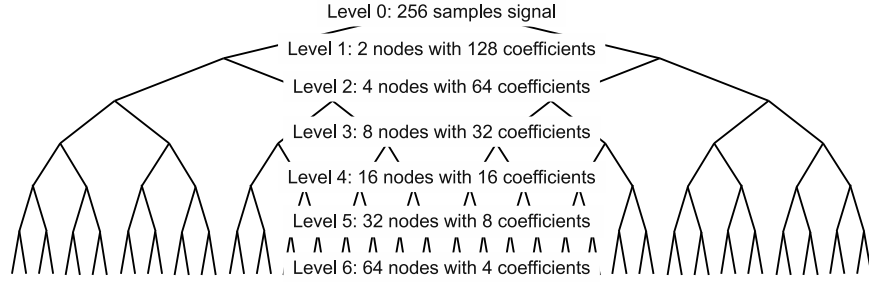 Level 0: 256 samples signal
Level 1: 2 nodes with 128 coefficients
Level 2: 4 nodes with 64 coefficients
Level 3: 8 nodes with 32 coefficients
Level 4: 16 nodes with 16 coefficients
Level 5: 32 nodes with 8 coefficients
Level 6: 64 nodes with 4 coefficients